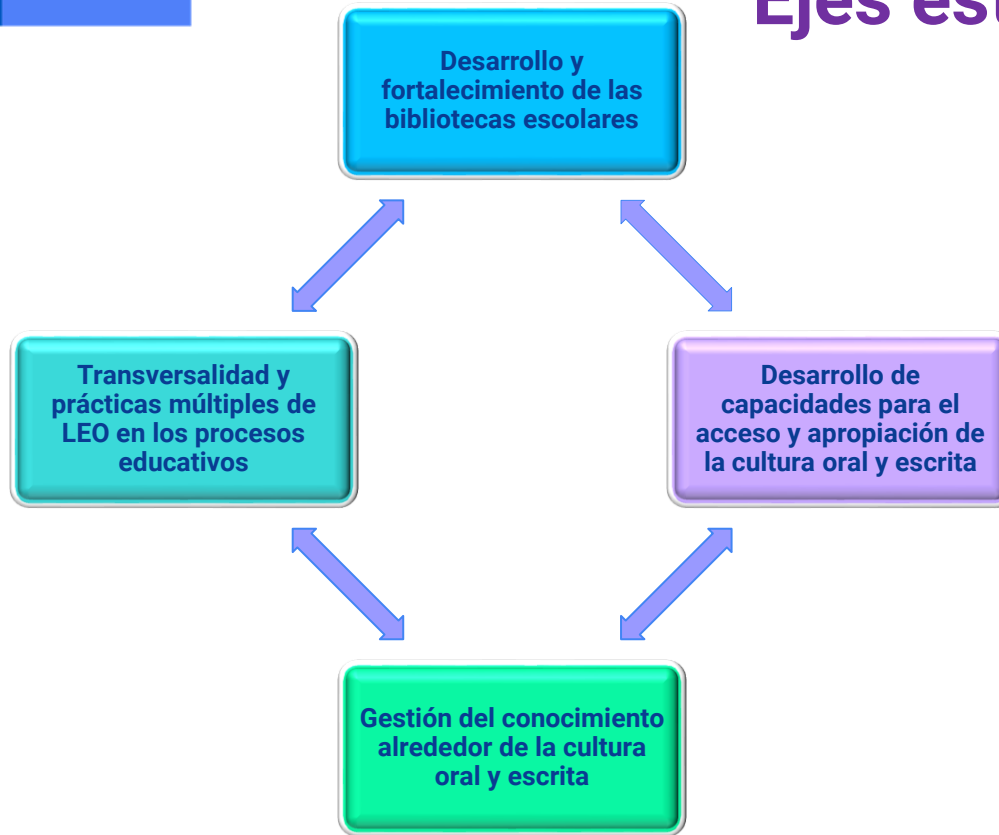 Ejes est
Desarrollo y
fortalecimiento de las
bibliotecas escolares
Transversalidad y
prácticas múltiples de
LEO en los procesos
educativos
Desarrollo de
capacidades para el
acceso y apropiación de
la cultura oral y escrita
Gestión del conocimiento
alrededor de la cultura
oral y escrita